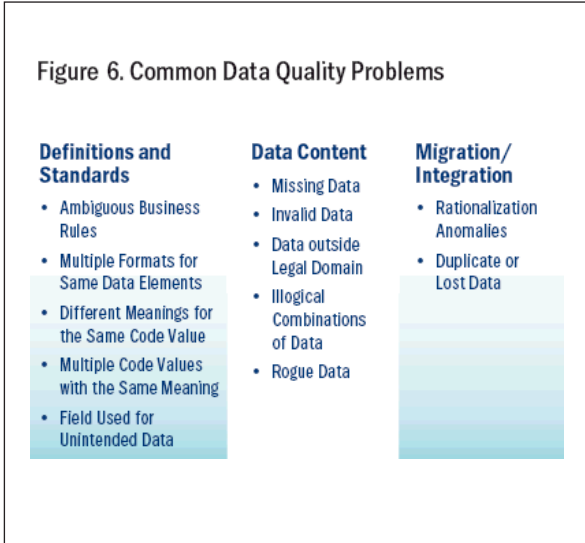 Figure 6. Common Data Quality Problems
Definitions and
Standards
• Ambiguous Business
Rules
• Multiple Formats for
Same Data Elements
• Different Meanings for
the Same Code Value
• Multiple Code Values
with the Same Meaning
• Field Used for
Unintended Data
Data Content
• Missing Data
• Invalid Data
• Data outside
Legal Domain
• Illogical
Combinations
of Data
• Rogue Data
Migration/
Integration
• Rationalization
Anomalies
• Duplicate or
Lost Data